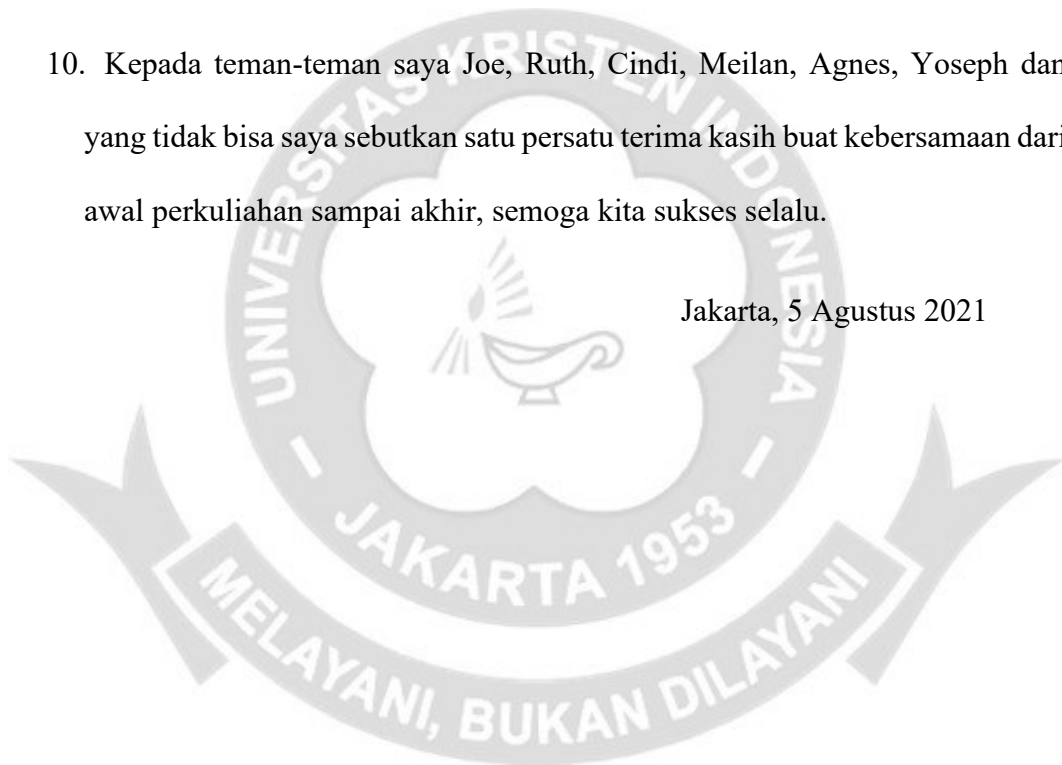 10. Kepada teman-teman saya Joe, Ruth, Cindi, Meilan, Agnes, Yoseph dan
yang tidak bisa saya sebutkan satu persatu terima kasih buat kebersamaan dari
awal perkuliahan sampai akhir, semoga kita sukses selalu.
Jakarta, 5 Agustus 2021
UNIVERSITAS KRISTEN INDONESIA
- JAKARTA 1953 -
MELAYANI, BUKAN DILAYANI